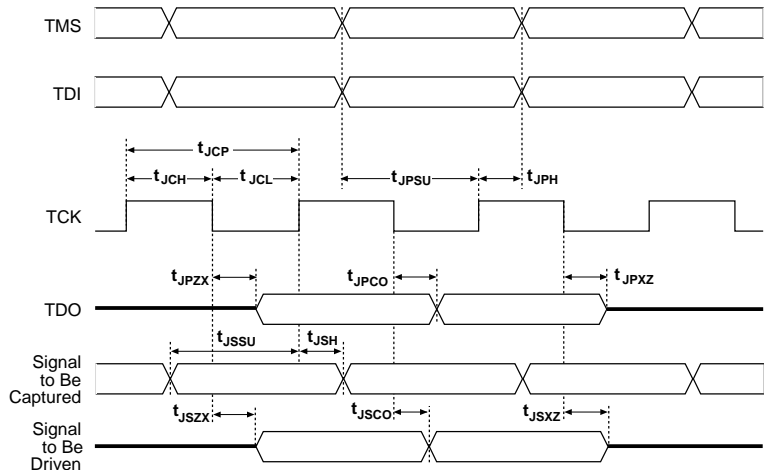 TMS
TDI
tJCP
tJCH
tJCL
tJPSU
tJPH
TCK
tJPZX
tJPCO
tJPXZ
TDO
tJSSU
tJSH
Signal
to Be
Captured
tJSZX
tJSCO
tJSXZ
Signal
to Be
Driven